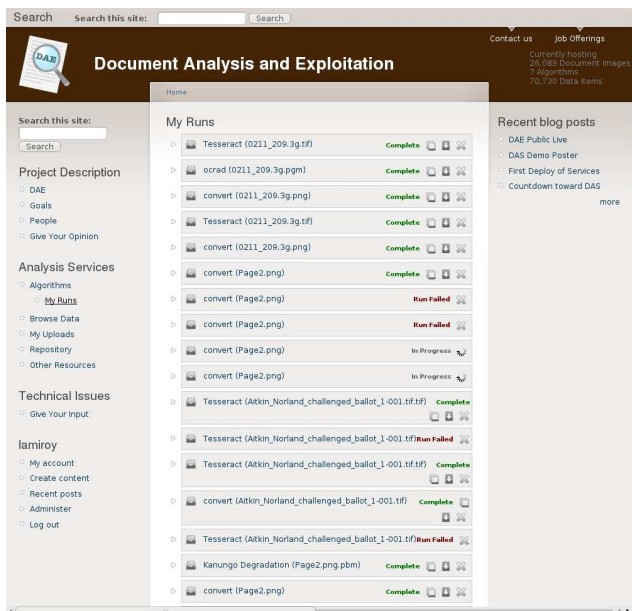 Search
Search this site:
Search
Contact us
Job Offerings
Currently hosting
26,089 Document Images
7 Algorithms
70,730 Data Items
DAE
Document Analysis and Exploitation
Home
Search this site:
Search
Project Description
DAE
Goals
People
Give Your Opinion
Analysis Services
Algorithms
My Runs
Browse Data
My Uploads
Repository
Other Resources
Technical Issues
Give Your Input
lamiroy
My account
Create content
Recent posts
Administer
Log out
My Runs
Tesseract (0211_209.3g.tif) Complete
ocrad (0211_209.3g.pgm) Complete
convert (0211_209.3g.png) Complete
Tesseract (0211_209.3g.tif) Complete
convert (0211_209.3g.png) Complete
convert (Page2.png) Complete
convert (Page2.png) Run Failed
convert (Page2.png) Run Failed
convert (Page2.png) In Progress
convert (Page2.png) In Progress
Tesseract (Aitkin_Norland_challenged_ballot_1-001.tif.tif) Complete
Tesseract (Aitkin_Norland_challenged_ballot_1-001.tif) Run Failed
Tesseract (Aitkin_Norland_challenged_ballot_1-001.tif.tif) Complete
convert (Aitkin_Norland_challenged_ballot_1-001.tif) Complete
Tesseract (Aitkin_Norland_challenged_ballot_1-001.tif) Run Failed
Kanungo Degradation (Page2.png.pbm) Complete
convert (Page2.png) Complete
Recent blog posts
DAE Public Live
DAS Demo Poster
First Deploy of Services
Countdown toward DAS
more